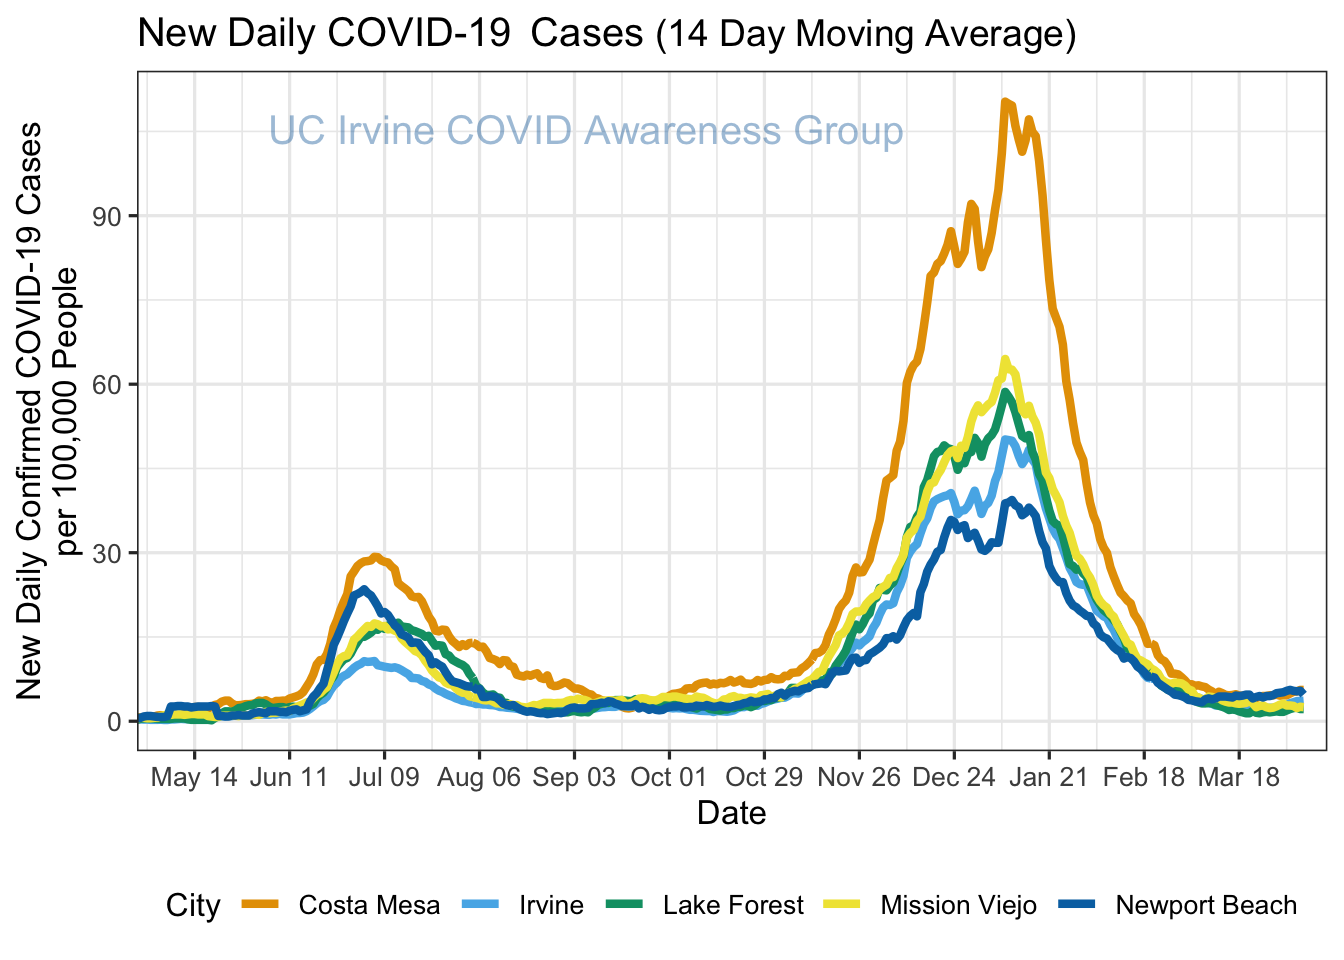 New Daily COVID-19  Cases (14 Day Moving Average)
UC Irvine COVID Awareness Group
New Daily Confirmed COVID-19 Cases
per 100,000 People
90
60
30
0
May 14 Jun 11 Jul 09 Aug 06 Sep 03 Oct 01 Oct 29 Nov 26 Dec 24 Jan 21 Feb 18 Mar 18
Date
City Costa Mesa Irvine Lake Forest Mission Viejo Newport Beach